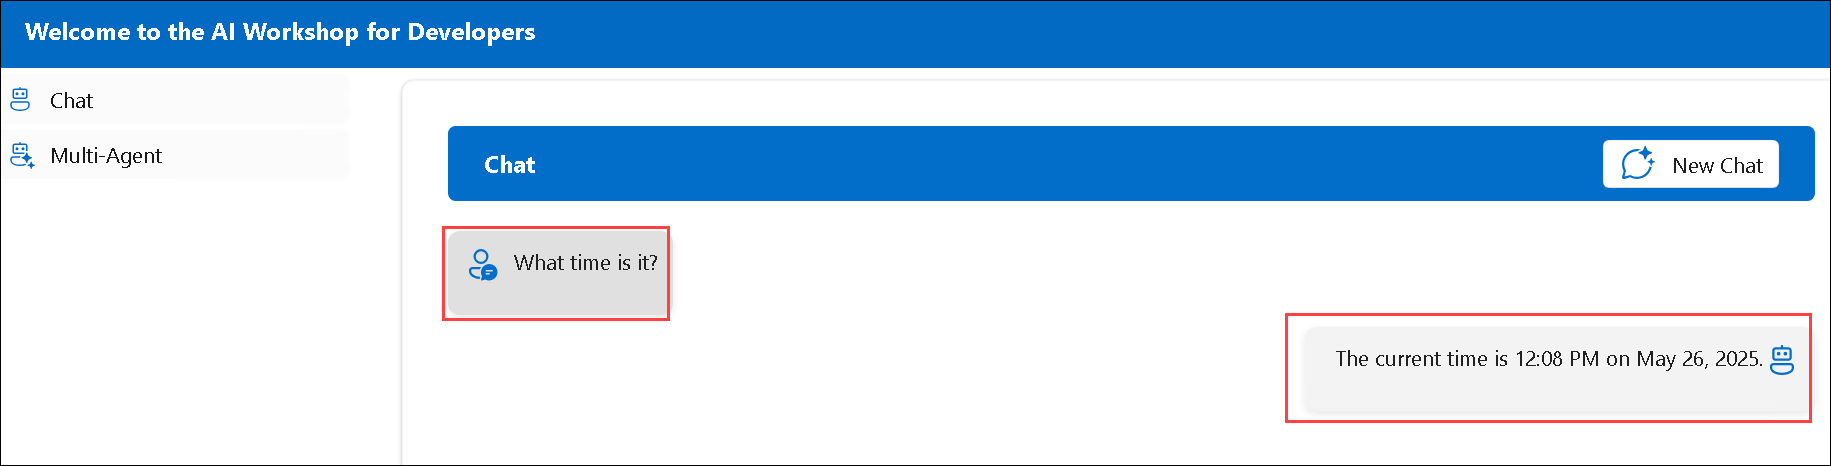 Welcome to the AI Workshop for Developers
Chat
Multi-Agent
Chat
New Chat
What time is it?
The current time is 12:08 PM on May 26, 2025.